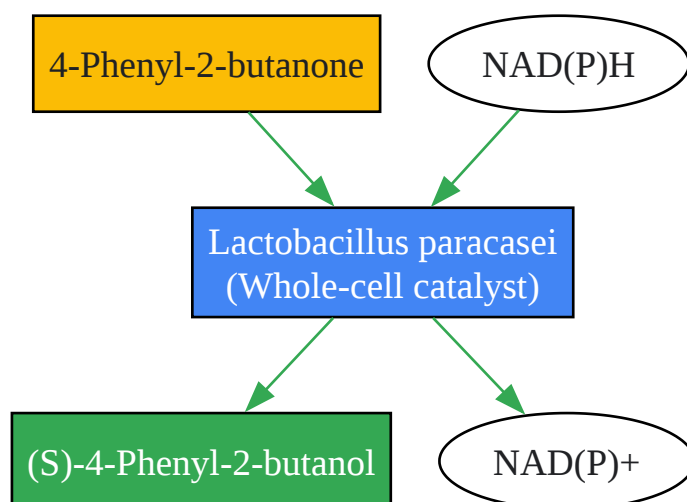 4-Phenyl-2-butanone
NAD(P)H
Lactobacillus paracasei
(Whole-cell catalyst)
(S)-4-Phenyl-2-butanol
NAD(P)+